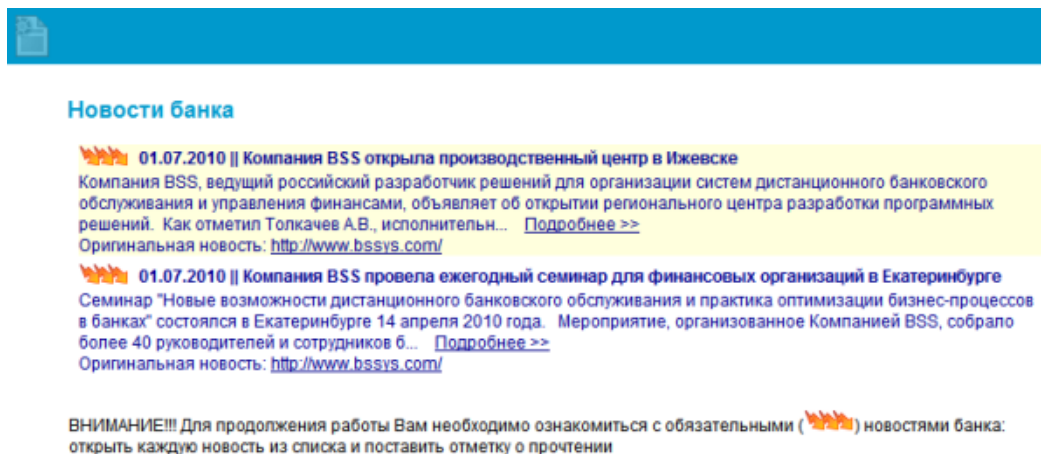 Новости банка
01.07.2010 || Компания BSS открыла производственный центр в Ижевске
Компания BSS, ведущий российский разработчик решений для организации систем дистанционного банковского
обслуживания и управления финансами, объявляет об открытии регионального центра разработки программных
решений. Как отметил Толкачев А.В., исполнительн... Подробнее >>
Оригинальная новость: http://www.bssys.com/
01.07.2010 || Компания BSS провела ежегодный семинар для финансовых организаций в Екатеринбурге
Семинар "Новые возможности дистанционного банковского обслуживания и практика оптимизации бизнес-процессов
в банках" состоялся в Екатеринбурге 14 апреля 2010 года. Мероприятие, организованное Компанией BSS, собрало
более 40 руководителей и сотрудников б... Подробнее >>
Оригинальная новость: http://www.bssys.com/
ВНИМАНИЕ!!! Для продолжения работы Вам необходимо ознакомиться с обязательными ( ) новостями банка:
открыть каждую новость из списка и поставить отметку о прочтении